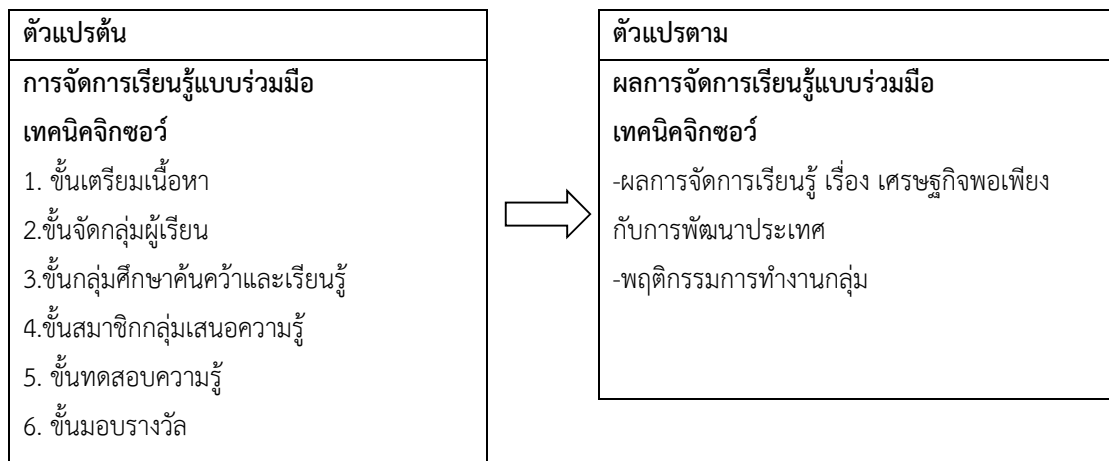 ตัวแปรต้น
การจัดการเรียนรู้แบบร่วมมือ
เทคนิคจิกซอว์
1. ขั้นเตรียมเนื้อหา
2.ขั้นจัดกลุ่มผู้เรียน
3.ขั้นกลุ่มศึกษาค้นคว้าและเรียนรู้
4.ขั้นสมาชิกกลุ่มเสนอความรู้
5. ขั้นทดสอบความรู้
6. ขั้นมอบรางวัล
ตัวแปรตาม
ผลการจัดการเรียนรู้แบบร่วมมือ
เทคนิคจิกซอว์
-ผลการจัดการเรียนรู้ เรื่อง เศรษฐกิจพอเพียง
กับการพัฒนาประเทศ
-พฤติกรรมการทำงานกลุ่ม